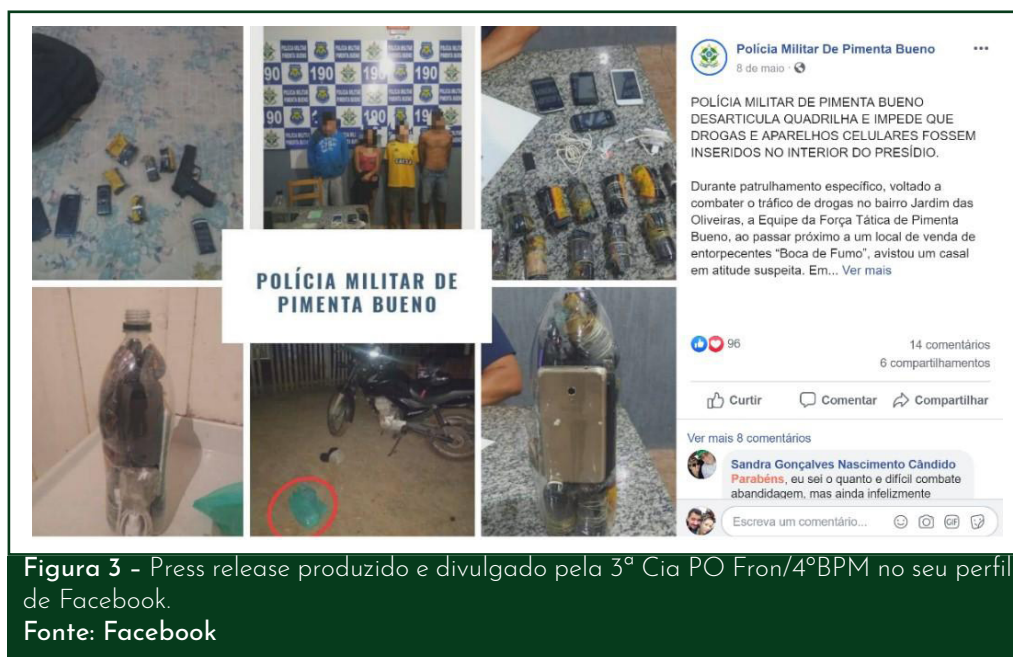 POLÍCIA MILITAR DE
PIMENTA BUENO
190
190
190
190
Polícia Militar De Pimenta Bueno
8 de maio ·
POLÍCIA MILITAR DE PIMENTA BUENO
DESARTICULA QUADRILHA E IMPEDE QUE
DROGAS E APARELHOS CELULARES FOSSEM
INSERIDOS NO INTERIOR DO PRESÍDIO.
Durante patrulhamento específico, voltado a
combater o tráfico de drogas no bairro Jardim das
Oliveiras, a Equipe da Força Tática de Pimenta
Bueno, ao passar próximo a um local de venda de
entorpecentes “Boca de Fumo”, avistou um casal
em atitude suspeita. Em... Ver mais
96
14 comentários
6 compartilhamentos
Curtir Comentar Compartilhar
Ver mais 8 comentários
Sandra Gonçalves Nascimento Cândido
Parabéns, eu sei o quanto e difícil combate
abandidagem, mas ainda infelizmente
Escreva um comentário... GIF
Figura 3 – Press release produzido e divulgado pela 3ª Cia PO Fron/4ºBPM no seu perfil
de Facebook.
Fonte: Facebook